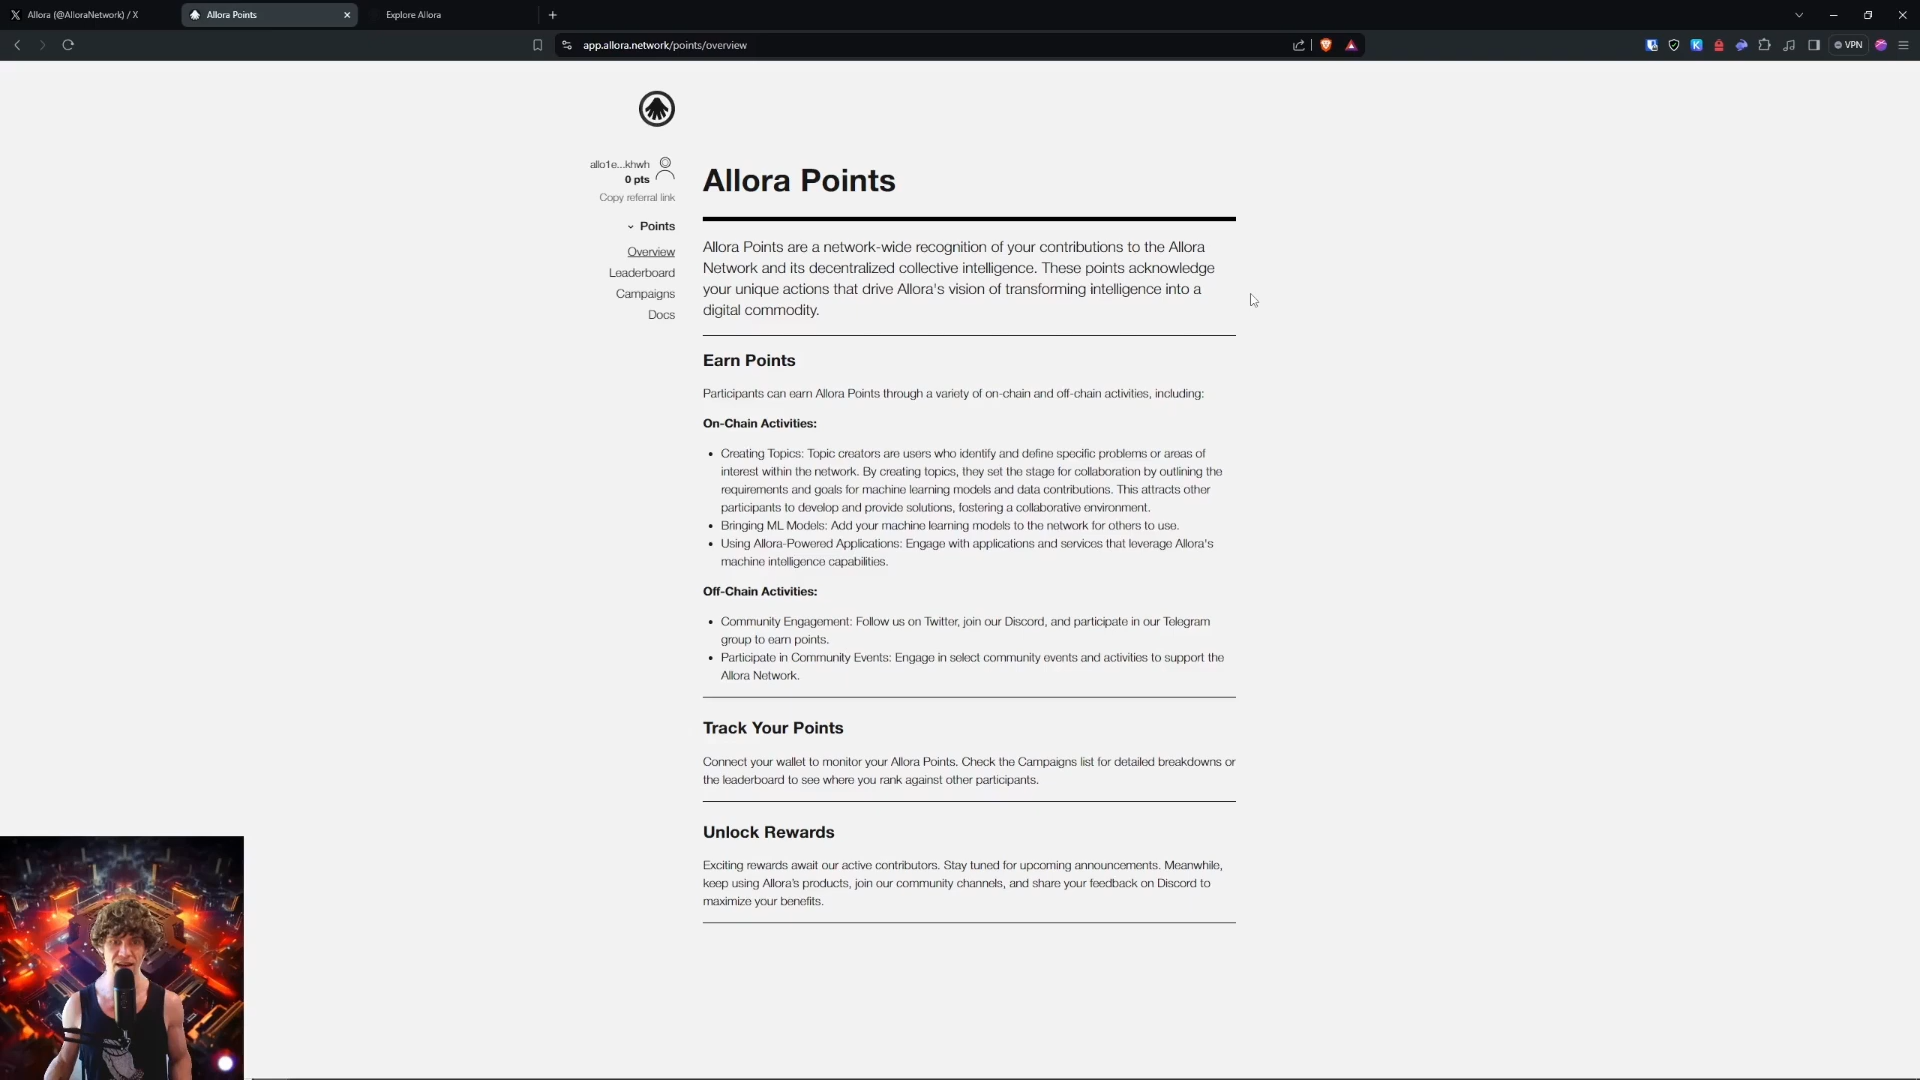 Allora (@AlloraNetwork) / X
Allora Points
Explore Allora
app.allora.network/points/overview
VPN
allo1e...khwh
0 pts
Copy referral link
Points
Overview
Leaderboard
Campaigns
Docs
Allora Points
Allora Points are a network-wide recognition of your contributions to the Allora
Network and its decentralized collective intelligence. These points acknowledge
your unique actions that drive Allora's vision of transforming intelligence into a
digital commodity.
Earn Points
Participants can earn Allora Points through a variety of on-chain and off-chain activities, including:
On-Chain Activities:
• Creating Topics: Topic creators are users who identify and define specific problems or areas of
interest within the network. By creating topics, they set the stage for collaboration by outlining the
requirements and goals for machine learning models and data contributions. This attracts other
participants to develop and provide solutions, fostering a collaborative environment.
• Bringing ML Models: Add your machine learning models to the network for others to use.
• Using Allora-Powered Applications: Engage with applications and services that leverage Allora's
machine intelligence capabilities.
Off-Chain Activities:
• Community Engagement: Follow us on Twitter, join our Discord, and participate in our Telegram
group to earn points.
• Participate in Community Events: Engage in select community events and activities to support the
Allora Network.
Track Your Points
Connect your wallet to monitor your Allora Points. Check the Campaigns list for detailed breakdowns or
the leaderboard to see where you rank against other participants.
Unlock Rewards
Exciting rewards await our active contributors. Stay tuned for upcoming announcements. Meanwhile,
keep using Allora's products, join our community channels, and share your feedback on Discord to
maximize your benefits.